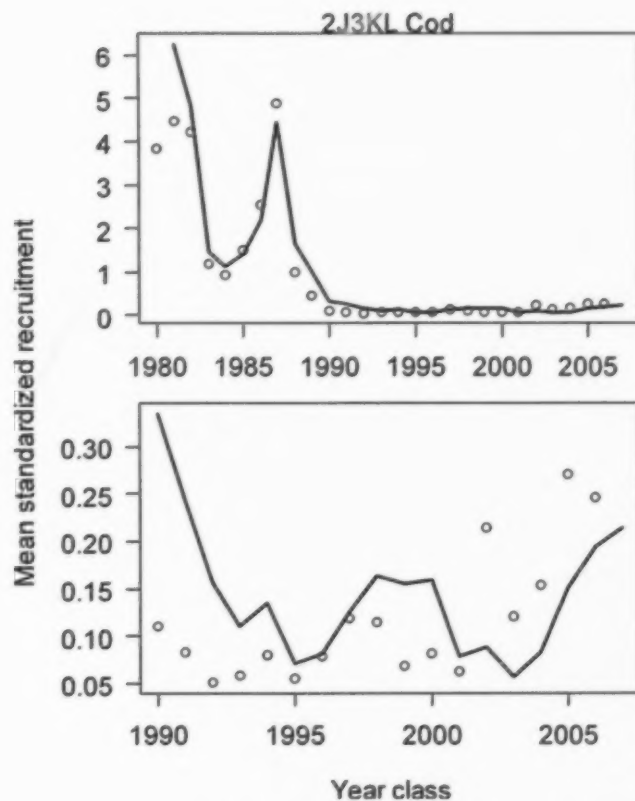 2J3KL Cod
Mean standardized recruitment
6
5
4
3
2
1
0
1980 1985 1990 1995 2000 2005
0.30
0.25
0.20
0.15
0.10
0.05
1990 1995 2000 2005
Year class